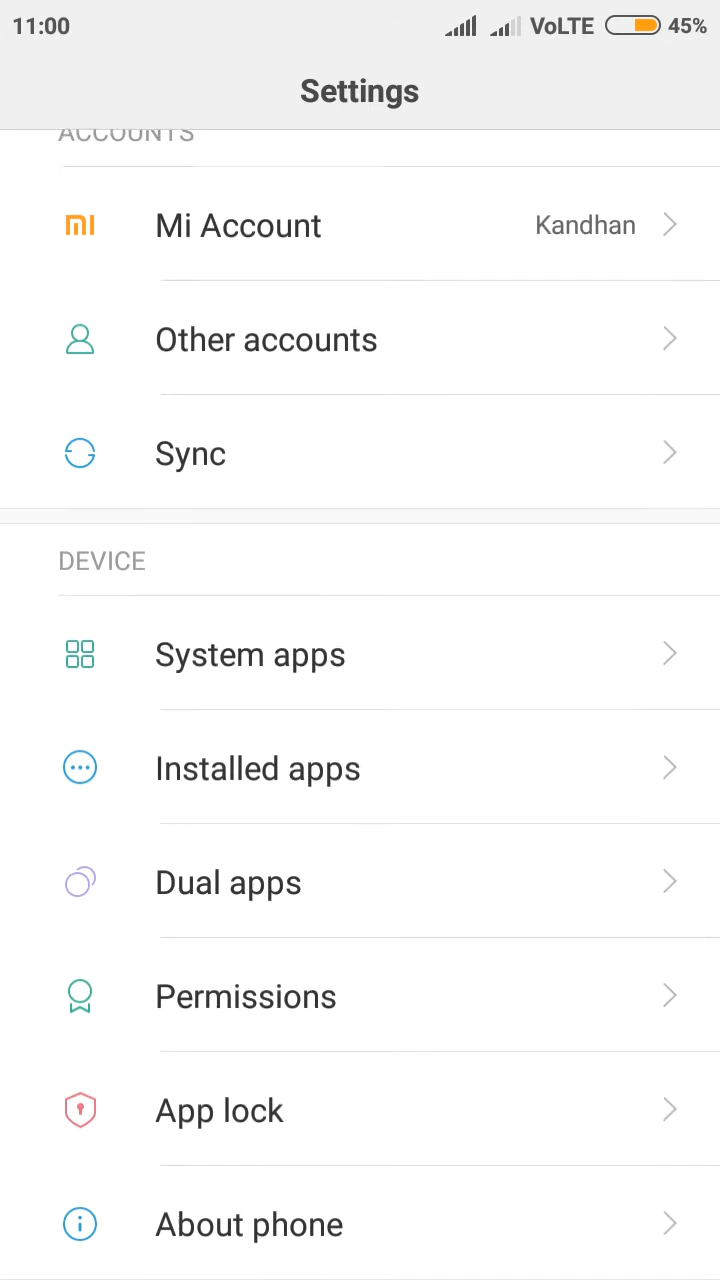 11:00 VoLTE 45%
Settings
ACCOUNTS
Mi Account Kandhan
Other accounts
Sync
DEVICE
System apps
Installed apps
Dual apps
Permissions
App lock
About phone